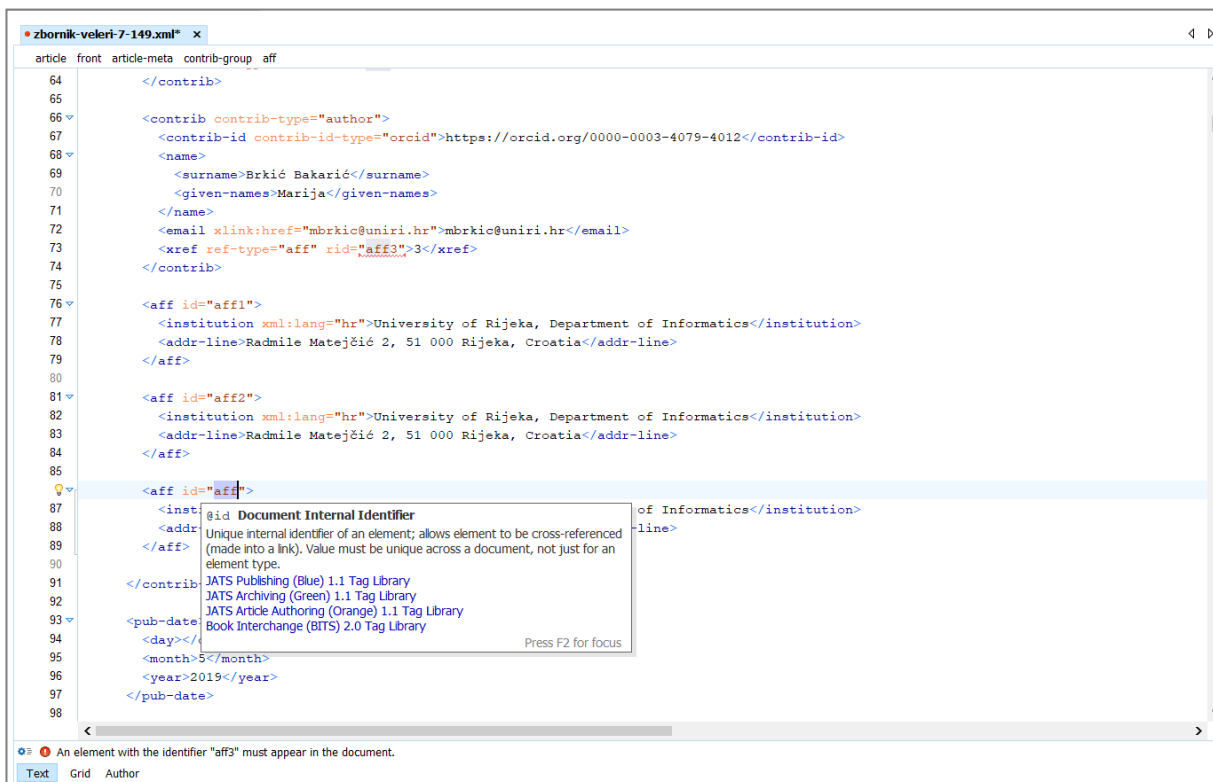 zbornik-veleri-7-149.xml* ×
article front article-meta contrib-group aff
64 </contrib>
65
66 <contrib contrib-type="author">
67 <contrib-id contrib-id-type="orcid">https://orcid.org/0000-0003-4079-4012</contrib-id>
68 <name>
69 <surname>Brkić Bakarić</surname>
70 <given-names>Marija</given-names>
71 </name>
72 <email xlink:href="mbrkic@uniri.hr">mbrkic@uniri.hr</email>
73 <xref ref-type="aff" rid="aff3">3</xref>
74 </contrib>
75
76 <aff id="aff1">
77 <institution xml:lang="hr">University of Rijeka, Department of Informatics</institution>
78 <addr-line>Radmile Matejčić 2, 51 000 Rijeka, Croatia</addr-line>
79 </aff>
80
81 <aff id="aff2">
82 <institution xml:lang="hr">University of Rijeka, Department of Informatics</institution>
83 <addr-line>Radmile Matejčić 2, 51 000 Rijeka, Croatia</addr-line>
84 </aff>
85
<aff id="aff">
87 <inst of Informatics</institution>
88 <addr line>
89 </aff>
90
91 </contrib
92
93 <pub-date
94 <day></
95 <month>5</month>
96 <year>2019</year>
97 </pub-date>
98
@id Document Internal Identifier
Unique internal identifier of an element; allows element to be cross-referenced
(made into a link). Value must be unique across a document, not just for an
element type.
JATS Publishing (Blue) 1.1 Tag Library
JATS Archiving (Green) 1.1 Tag Library
JATS Article Authoring (Orange) 1.1 Tag Library
Book Interchange (BITS) 2.0 Tag Library
Press F2 for focus
An element with the identifier "aff3" must appear in the document.
Text Grid Author